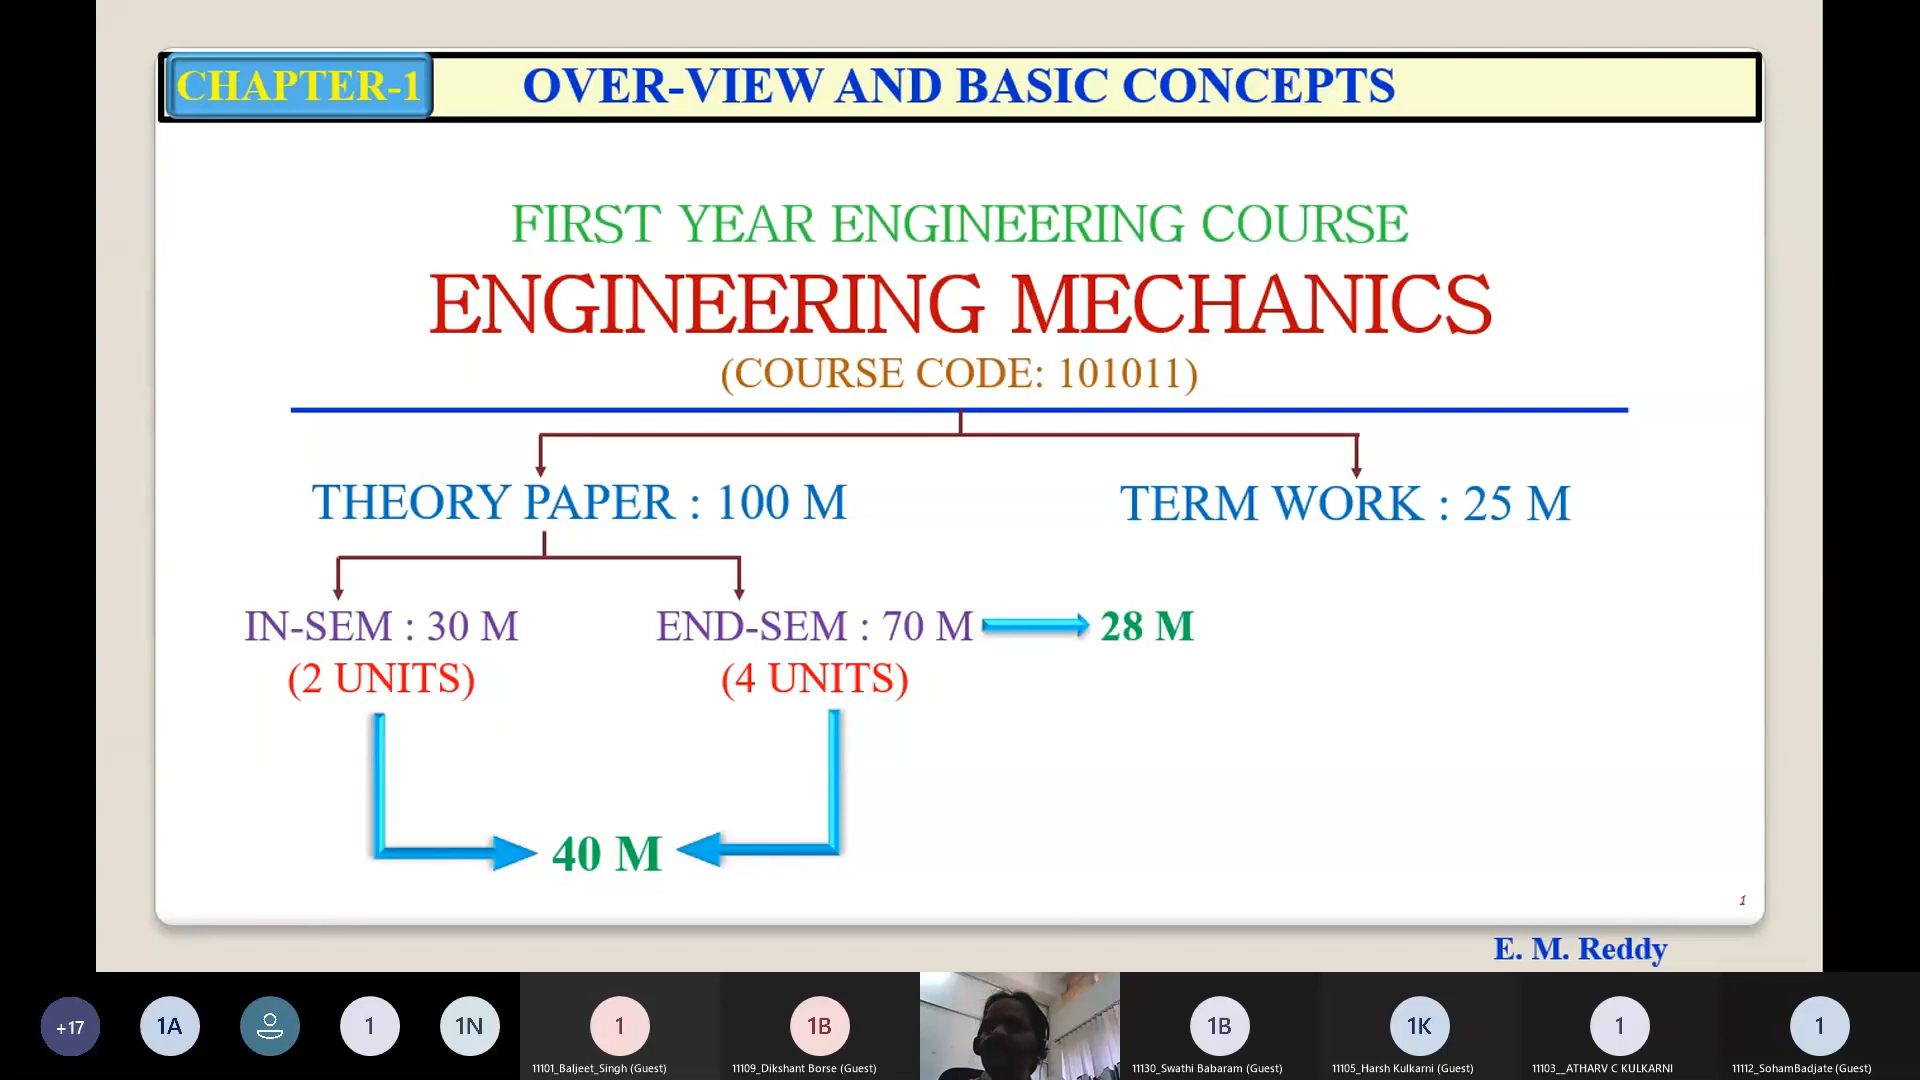 CHAPTER-1 OVER-VIEW AND BASIC CONCEPTS
FIRST YEAR ENGINEERING COURSE
ENGINEERING MECHANICS
(COURSE CODE: 101011)
THEORY PAPER : 100 M TERM WORK : 25 M
IN-SEM : 30 M END-SEM : 70 M 28 M
(2 UNITS) (4 UNITS)
40 M
1
E. M. Reddy
+17 1A 1 1N 1 1B 1B 1K 1 1
11101_Baljeet_Singh (Guest) 11109_Dikshant Borse (Guest) 11130_Swathi Babaram (Guest) 11105_Harsh Kulkarni (Guest) 11103__ATHARV C KULKARNI 11112_SohamBadjate (Guest)